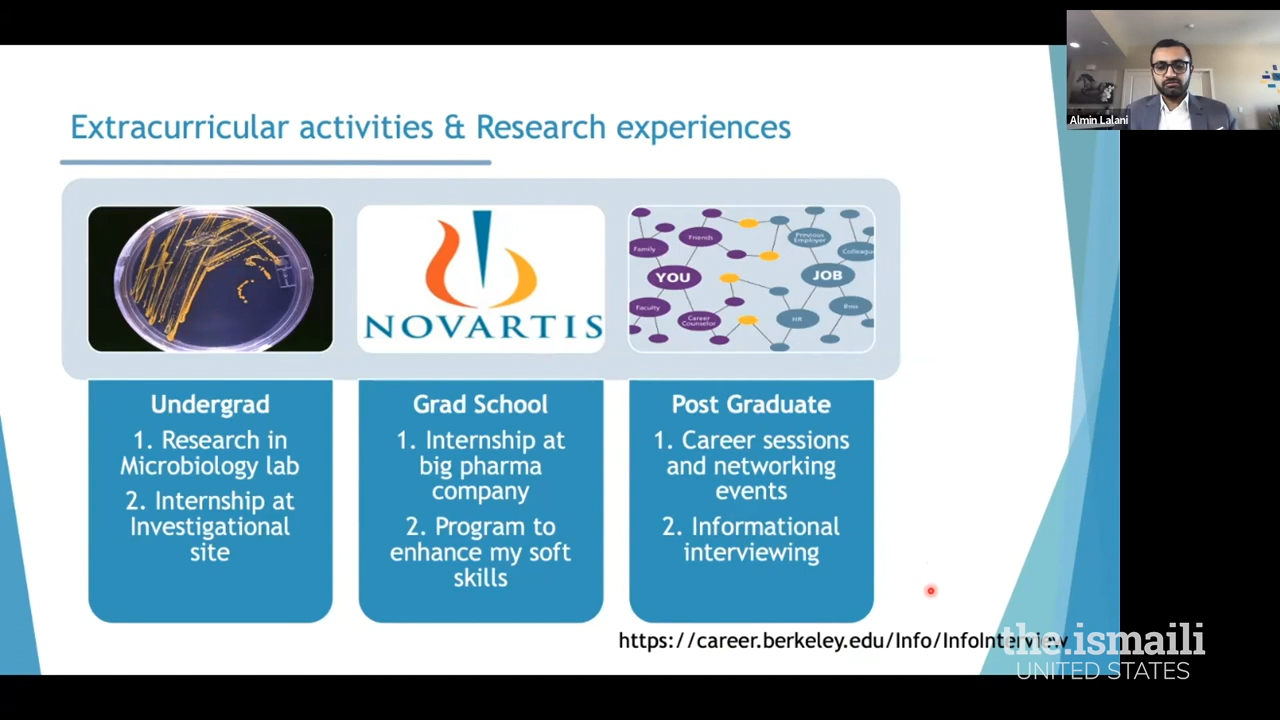 Almin Lalani
Extracurricular activities & Research experiences
NOVARTIS
Family
Friends
YOU
Faculty
Career
Counselor
Previous
Employer
JOB
HR
Boss
Undergrad
1. Research in
Microbiology lab
2. Internship at
Investigational
site
Grad School
1. Internship at
big pharma
company
2. Program to
enhance my soft
skills
Post Graduate
1. Career sessions
and networking
events
2. Informational
interviewing
https://career.berkeley.edu/Info/InfoInterview
the.ismaili
UNITED STATES